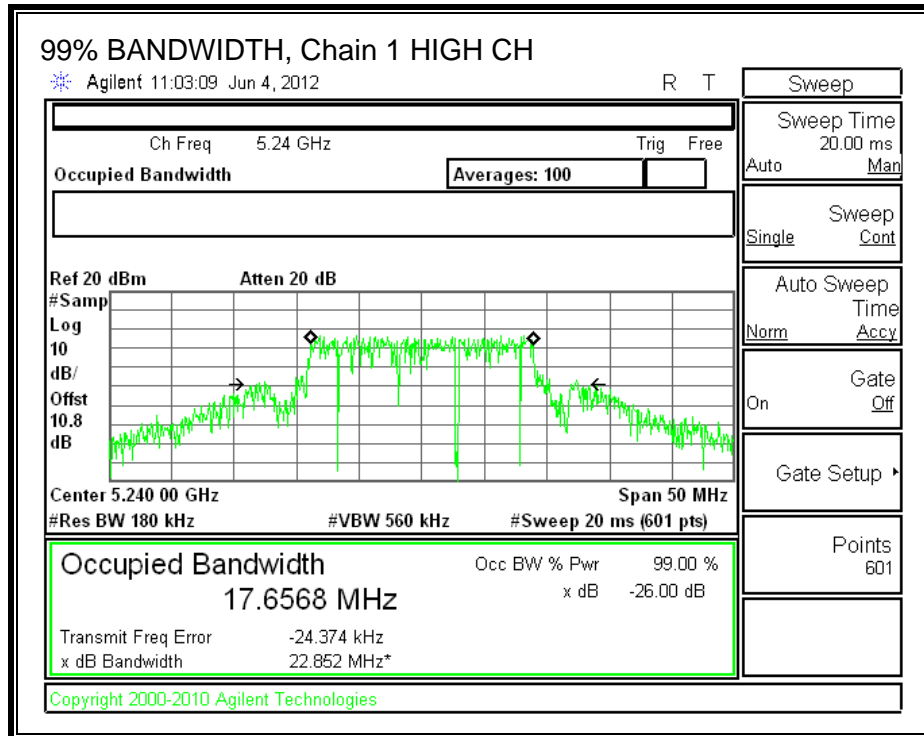 99% BANDWIDTH, Chain 1 HIGH CH
Agilent 11:03:09 Jun 4, 2012 R T
Ch Freq 5.24 GHz Trig Free
Occupied Bandwidth Averages: 100
Ref 20 dBm Atten 20 dB
#Samp
Log
10
dB/
Offst
10.8
dB
Center 5.240 00 GHz Span 50 MHz
#Res BW 180 kHz #VBW 560 kHz #Sweep 20 ms (601 pts)
Occupied Bandwidth Occ BW % Pwr 99.00 %
17.6568 MHz x dB -26.00 dB
Transmit Freq Error -24.374 kHz
x dB Bandwidth 22.852 MHz*
Copyright 2000-2010 Agilent Technologies
Sweep
Sweep Time
20.00 ms
Auto Man
Sweep
Single Cont
Auto Sweep
Time
Norm Accy
Gate
On Off
Gate Setup
Points
601